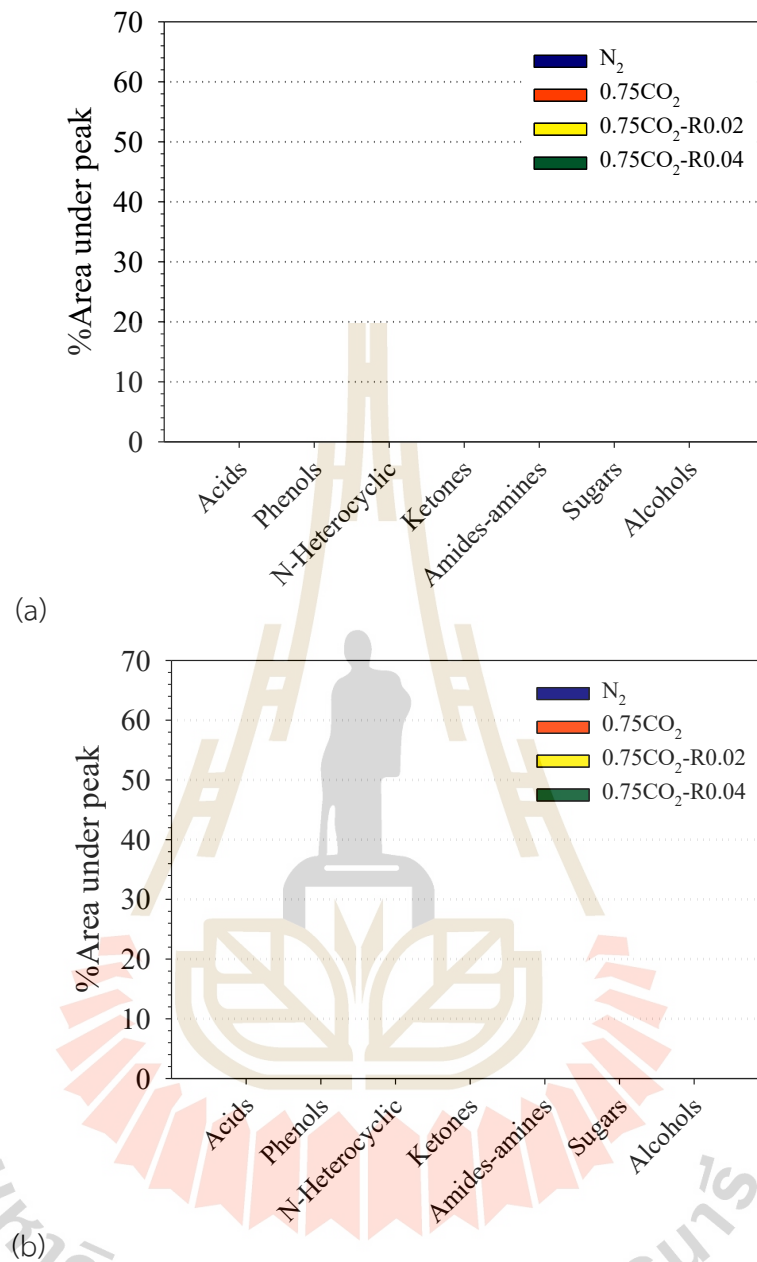 70
60
50
40
30
20
10
0
%Area under peak
N2
0.75CO2
0.75CO2-R0.02
0.75CO2-R0.04
Acids
Phenols
N-Heterocyclic
Ketones
Amides-amines
Sugars
Alcohols
(a)
70
60
50
40
30
20
10
0
%Area under peak
N2
0.75CO2
0.75CO2-R0.02
0.75CO2-R0.04
Acids
Phenols
N-Heterocyclic
Ketones
Amides-amines
Sugars
Alcohols
(b)